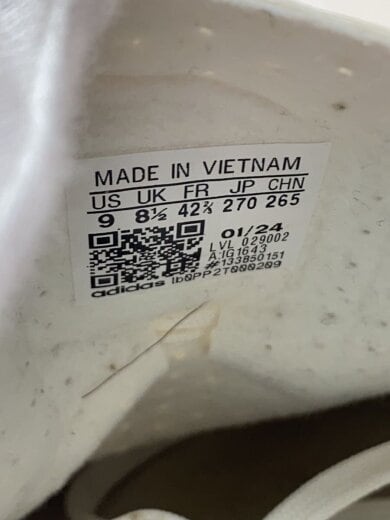 MADE IN VIETNAM
US UK FR JP CHN
9 8½ 42⅔ 270 265
01/24
LVL 029002
A:IG1643
#133850151
adidas lb0PP2T000209